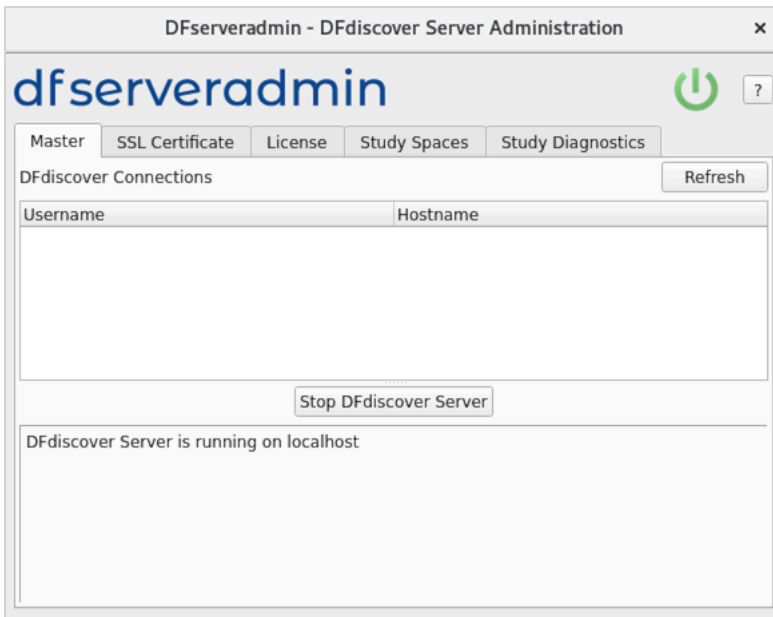 DFserveradmin - DFdiscover Server Administration ×
dfserveradmin ?
Master SSL Certificate License Study Spaces Study Diagnostics
DFdiscover Connections Refresh
Username Hostname
Stop DFdiscover Server
DFdiscover Server is running on localhost